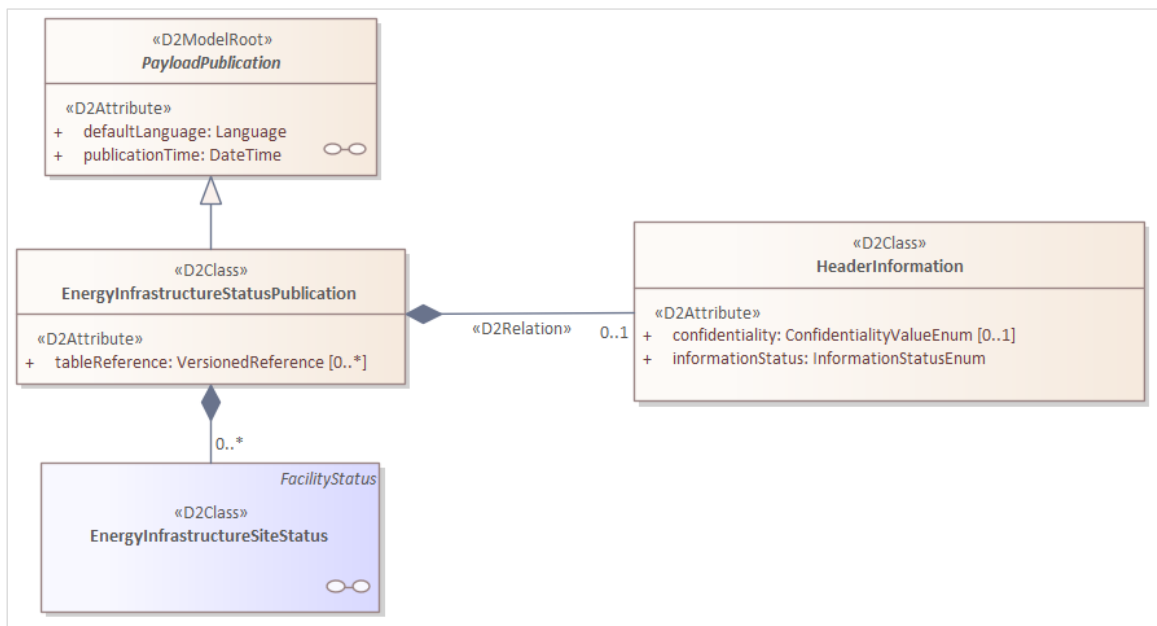 «D2ModelRoot»
PayloadPublication
«D2Attribute»
+ defaultLanguage: Language
+ publicationTime: DateTime
«D2Class»
EnergyInfrastructureStatusPublication
«D2Attribute»
+ tableReference: VersionedReference [0..*]
«D2Relation»
0..1
«D2Class»
HeaderInformation
«D2Attribute»
+ confidentiality: ConfidentialityValueEnum [0..1]
+ informationStatus: InformationStatusEnum
0..*
FacilityStatus
«D2Class»
EnergyInfrastructureSiteStatus